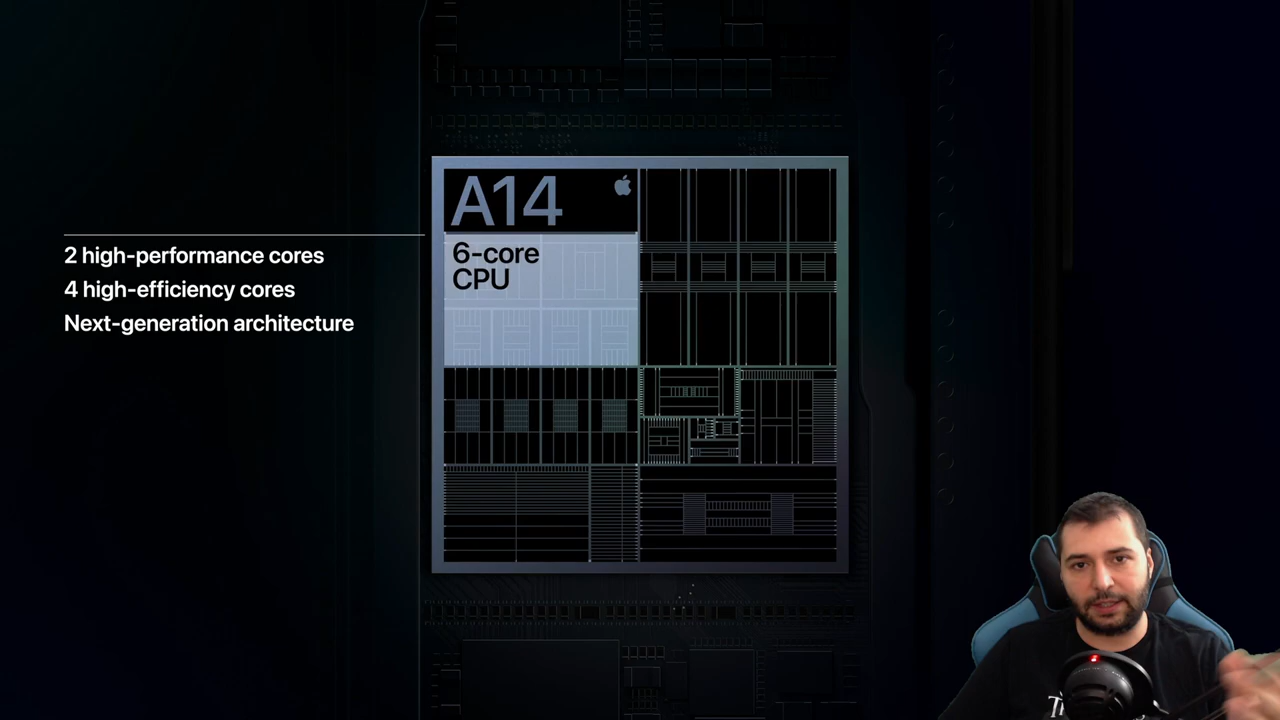 A14
2 high-performance cores
4 high-efficiency cores
Next-generation architecture
6-core
CPU